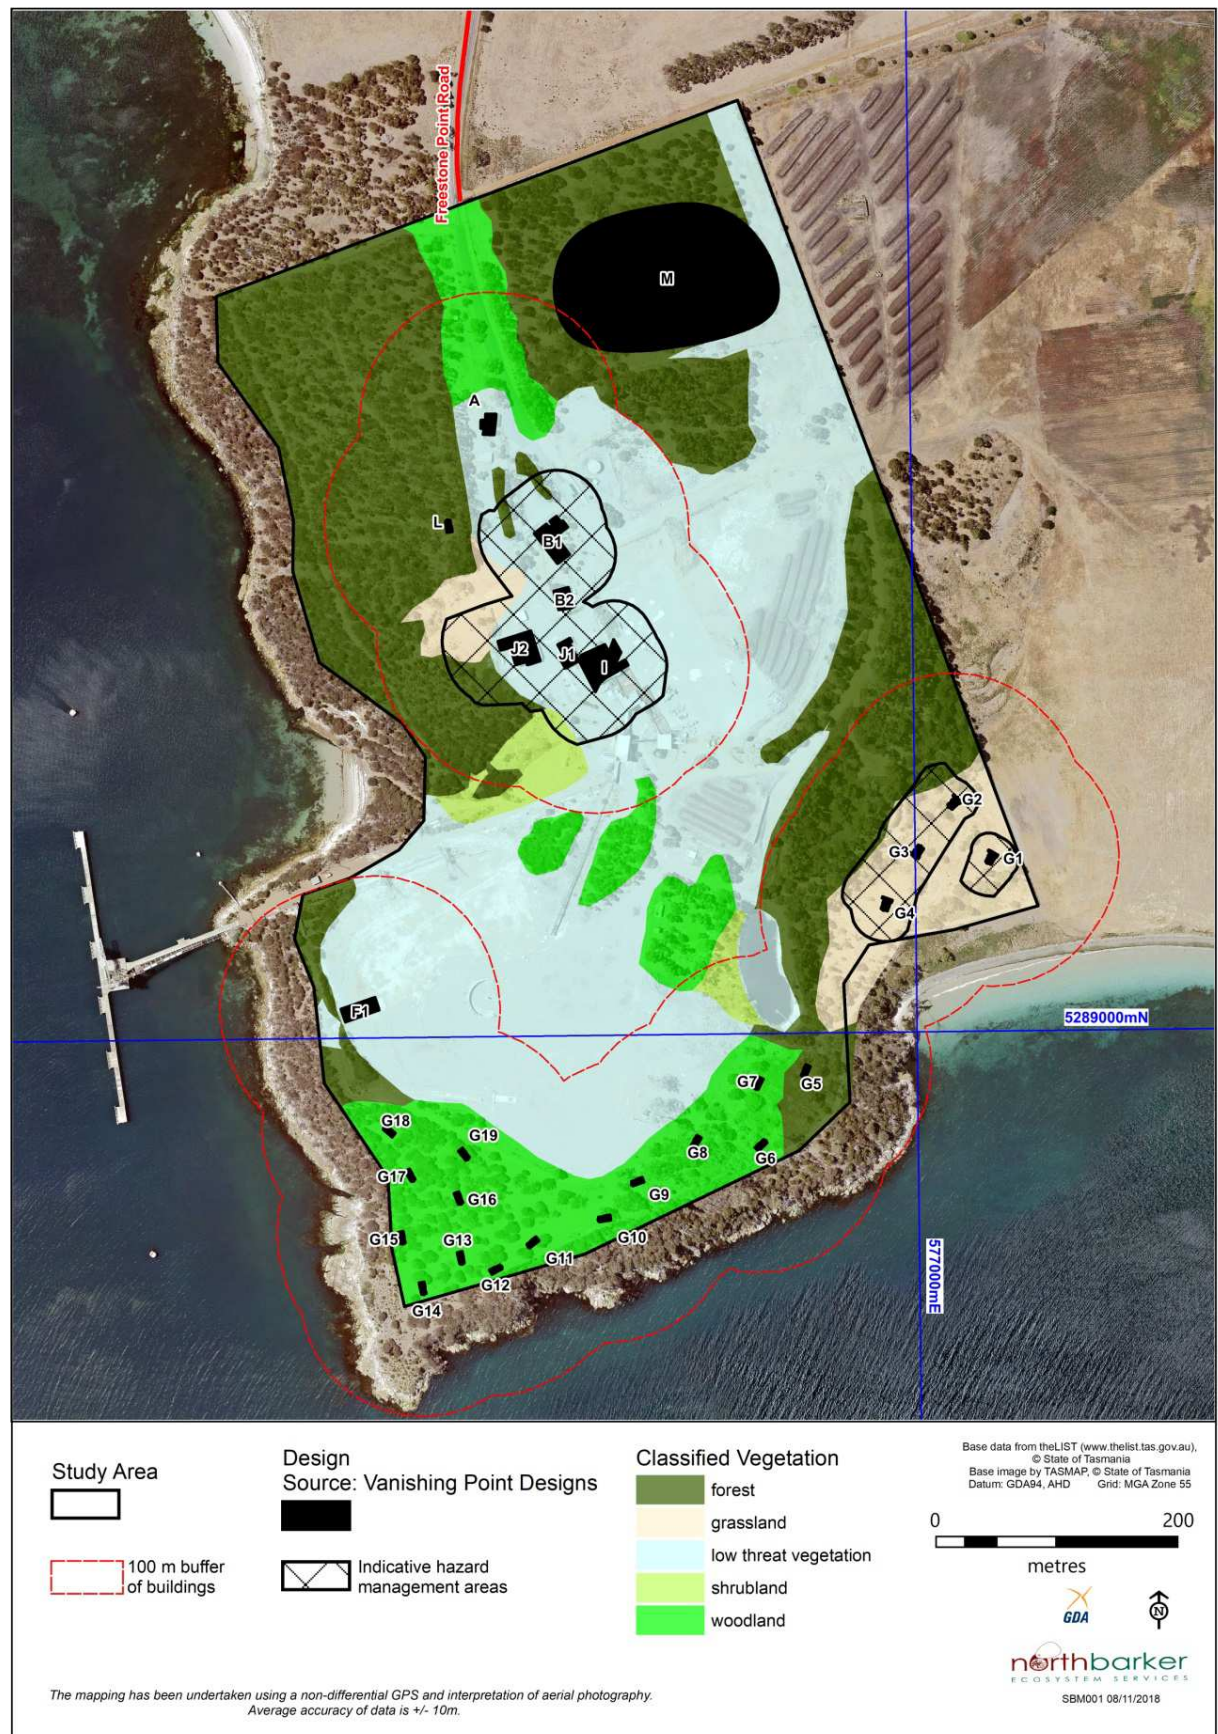 Freestone Point Road
M
A
L
B1
B2
J2
J1
I
G2
G3
G1
G4
F1
5289000mN
G7
G5
G18
G19
G8
G6
G17
G9
G16
G15
G13
G10
G11
G12
G14
577000mE
Study Area
100 m buffer
of buildings
Design
Source: Vanishing Point Designs
Indicative hazard
management areas
Classified Vegetation
forest
grassland
low threat vegetation
shrubland
woodland
Base data from theLIST (www.thelist.tas.gov.au),
© State of Tasmania
Base image by TASMAP, © State of Tasmania
Datum: GDA94, AHD Grid: MGA Zone 55
0 200
metres
GDA
N
northbarker
ECOSYSTEM SERVICES
SBM001 08/11/2018
The mapping has been undertaken using a non-differential GPS and interpretation of aerial photography.
Average accuracy of data is +/- 10m.